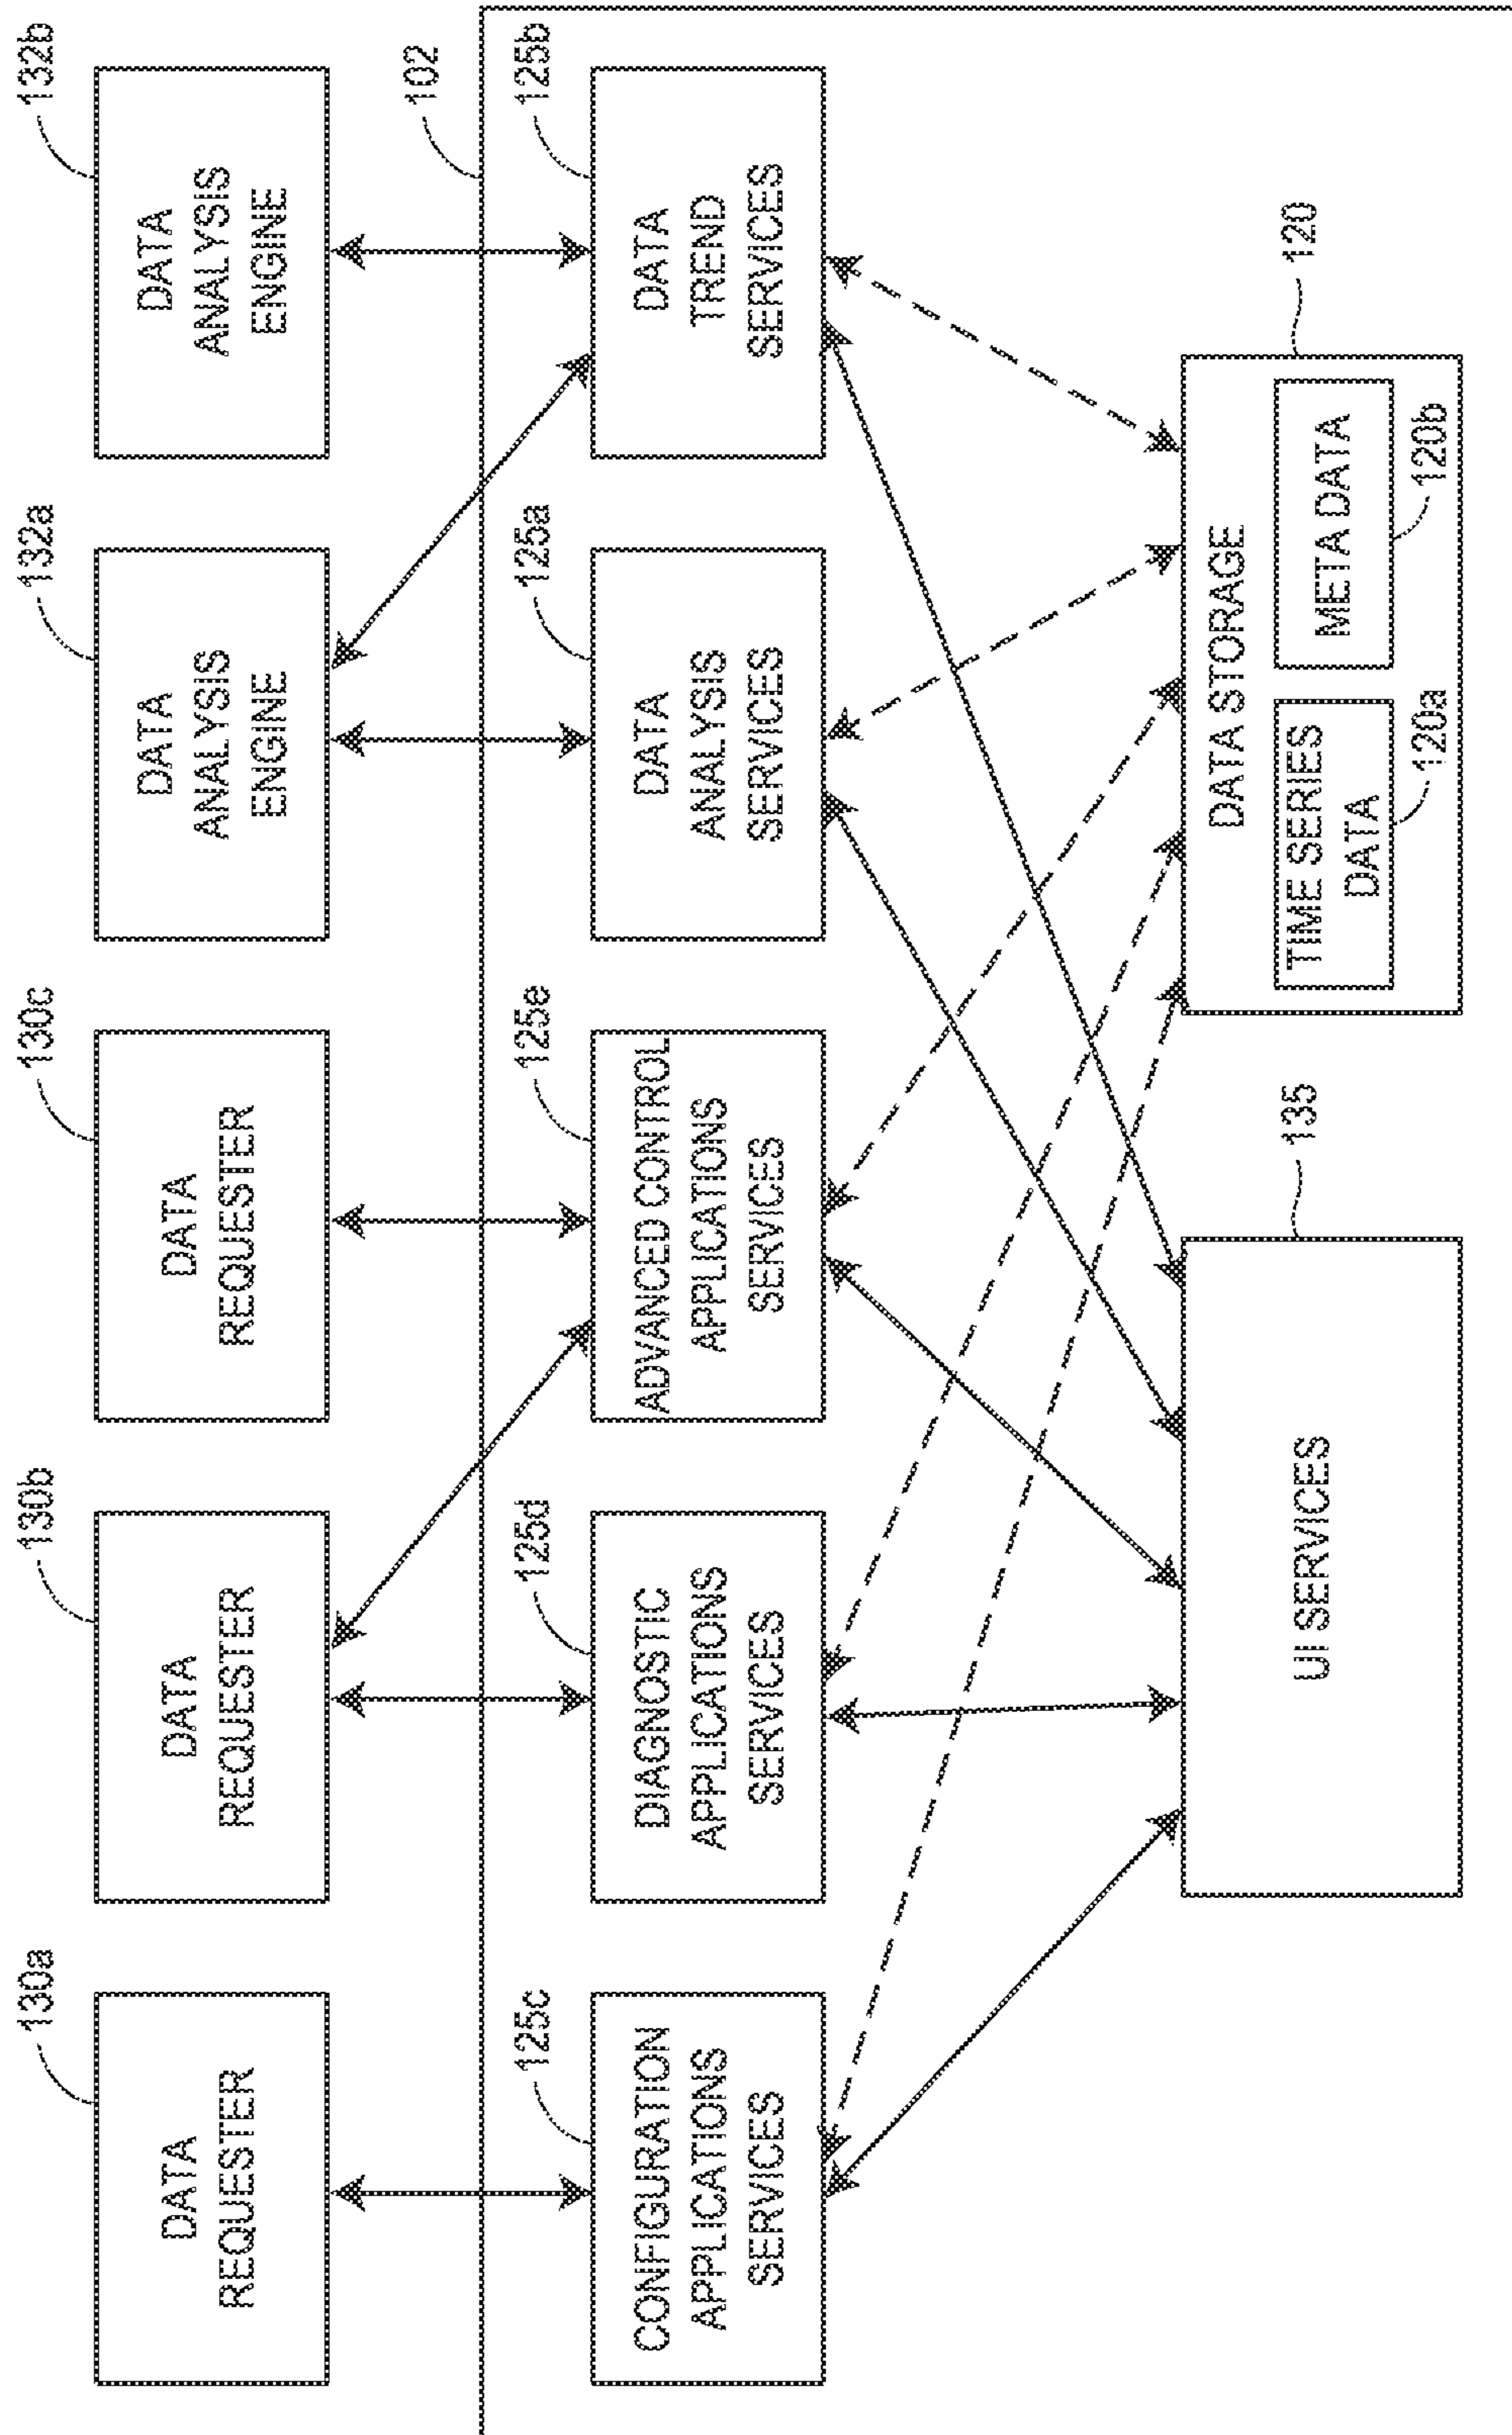 130a
130b
130c
132a
132b
DATA
REQUESTER
DATA
REQUESTER
DATA
REQUESTER
DATA
ANALYSIS
ENGINE
DATA
ANALYSIS
ENGINE
102
125c
125d
125e
125a
125b
CONFIGURATION
APPLICATIONS
SERVICES
DIAGNOSTIC
APPLICATIONS
SERVICES
ADVANCED CONTROL
APPLICATIONS
SERVICES
DATA
ANALYSIS
SERVICES
DATA
TREND
SERVICES
135
UI SERVICES
120
DATA STORAGE
TIME SERIES
DATA
META DATA
120a
120b